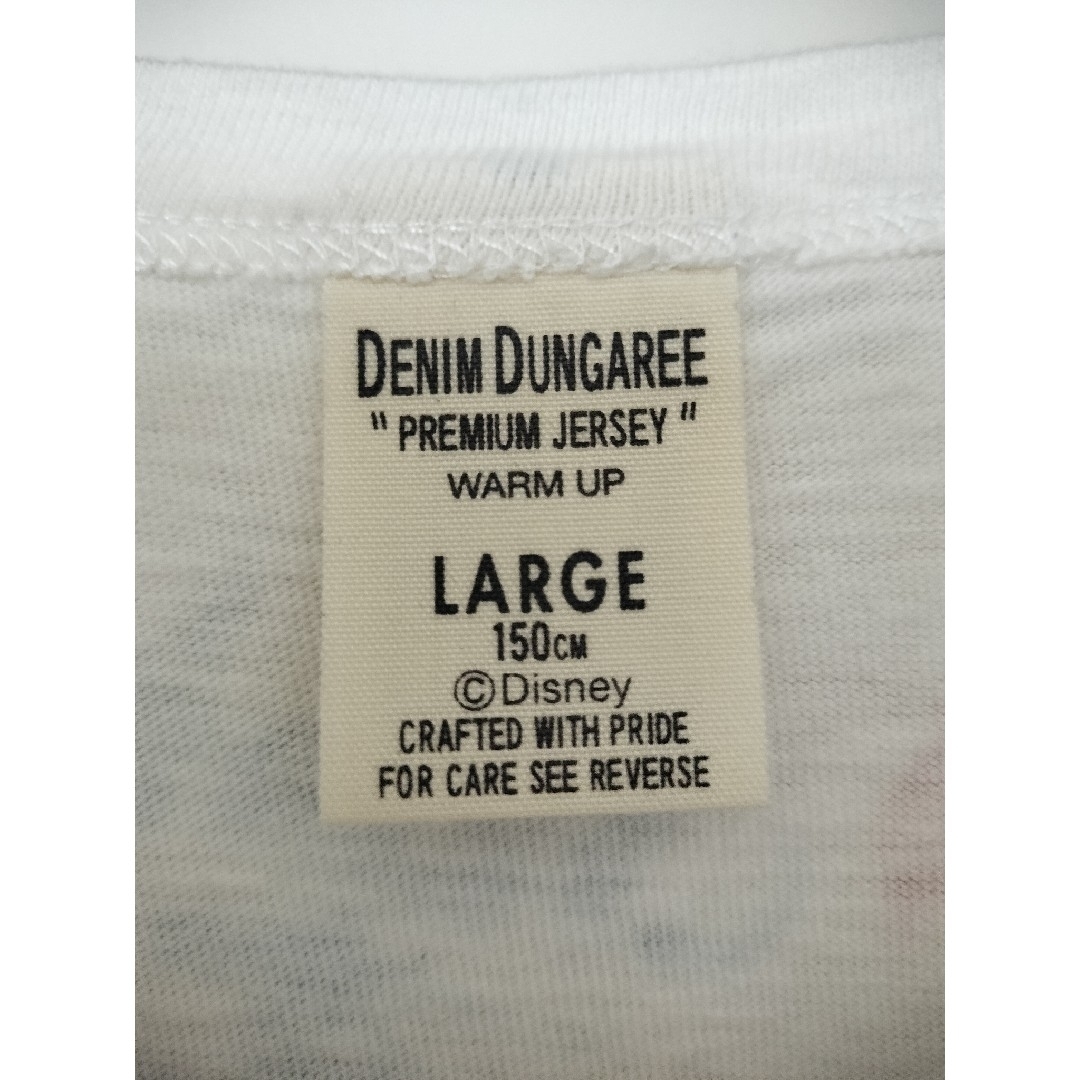 DENIM DUNGAREE
" PREMIUM JERSEY "
WARM UP
LARGE
150CM
©Disney
CRAFTED WITH PRIDE
FOR CARE SEE REVERSE